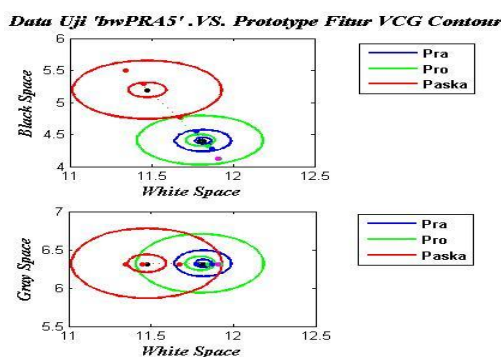 Data Uji 'bwPRA5' .VS. Prototype Fitur VCG Contour
6
5.5
5
4.5
4
11
11.5
12
12.5
Black Space
White Space
Pra
Pro
Paska
7
6.5
6
5.5
11
11.5
12
12.5
Gray Space
White Space
Pra
Pro
Paska